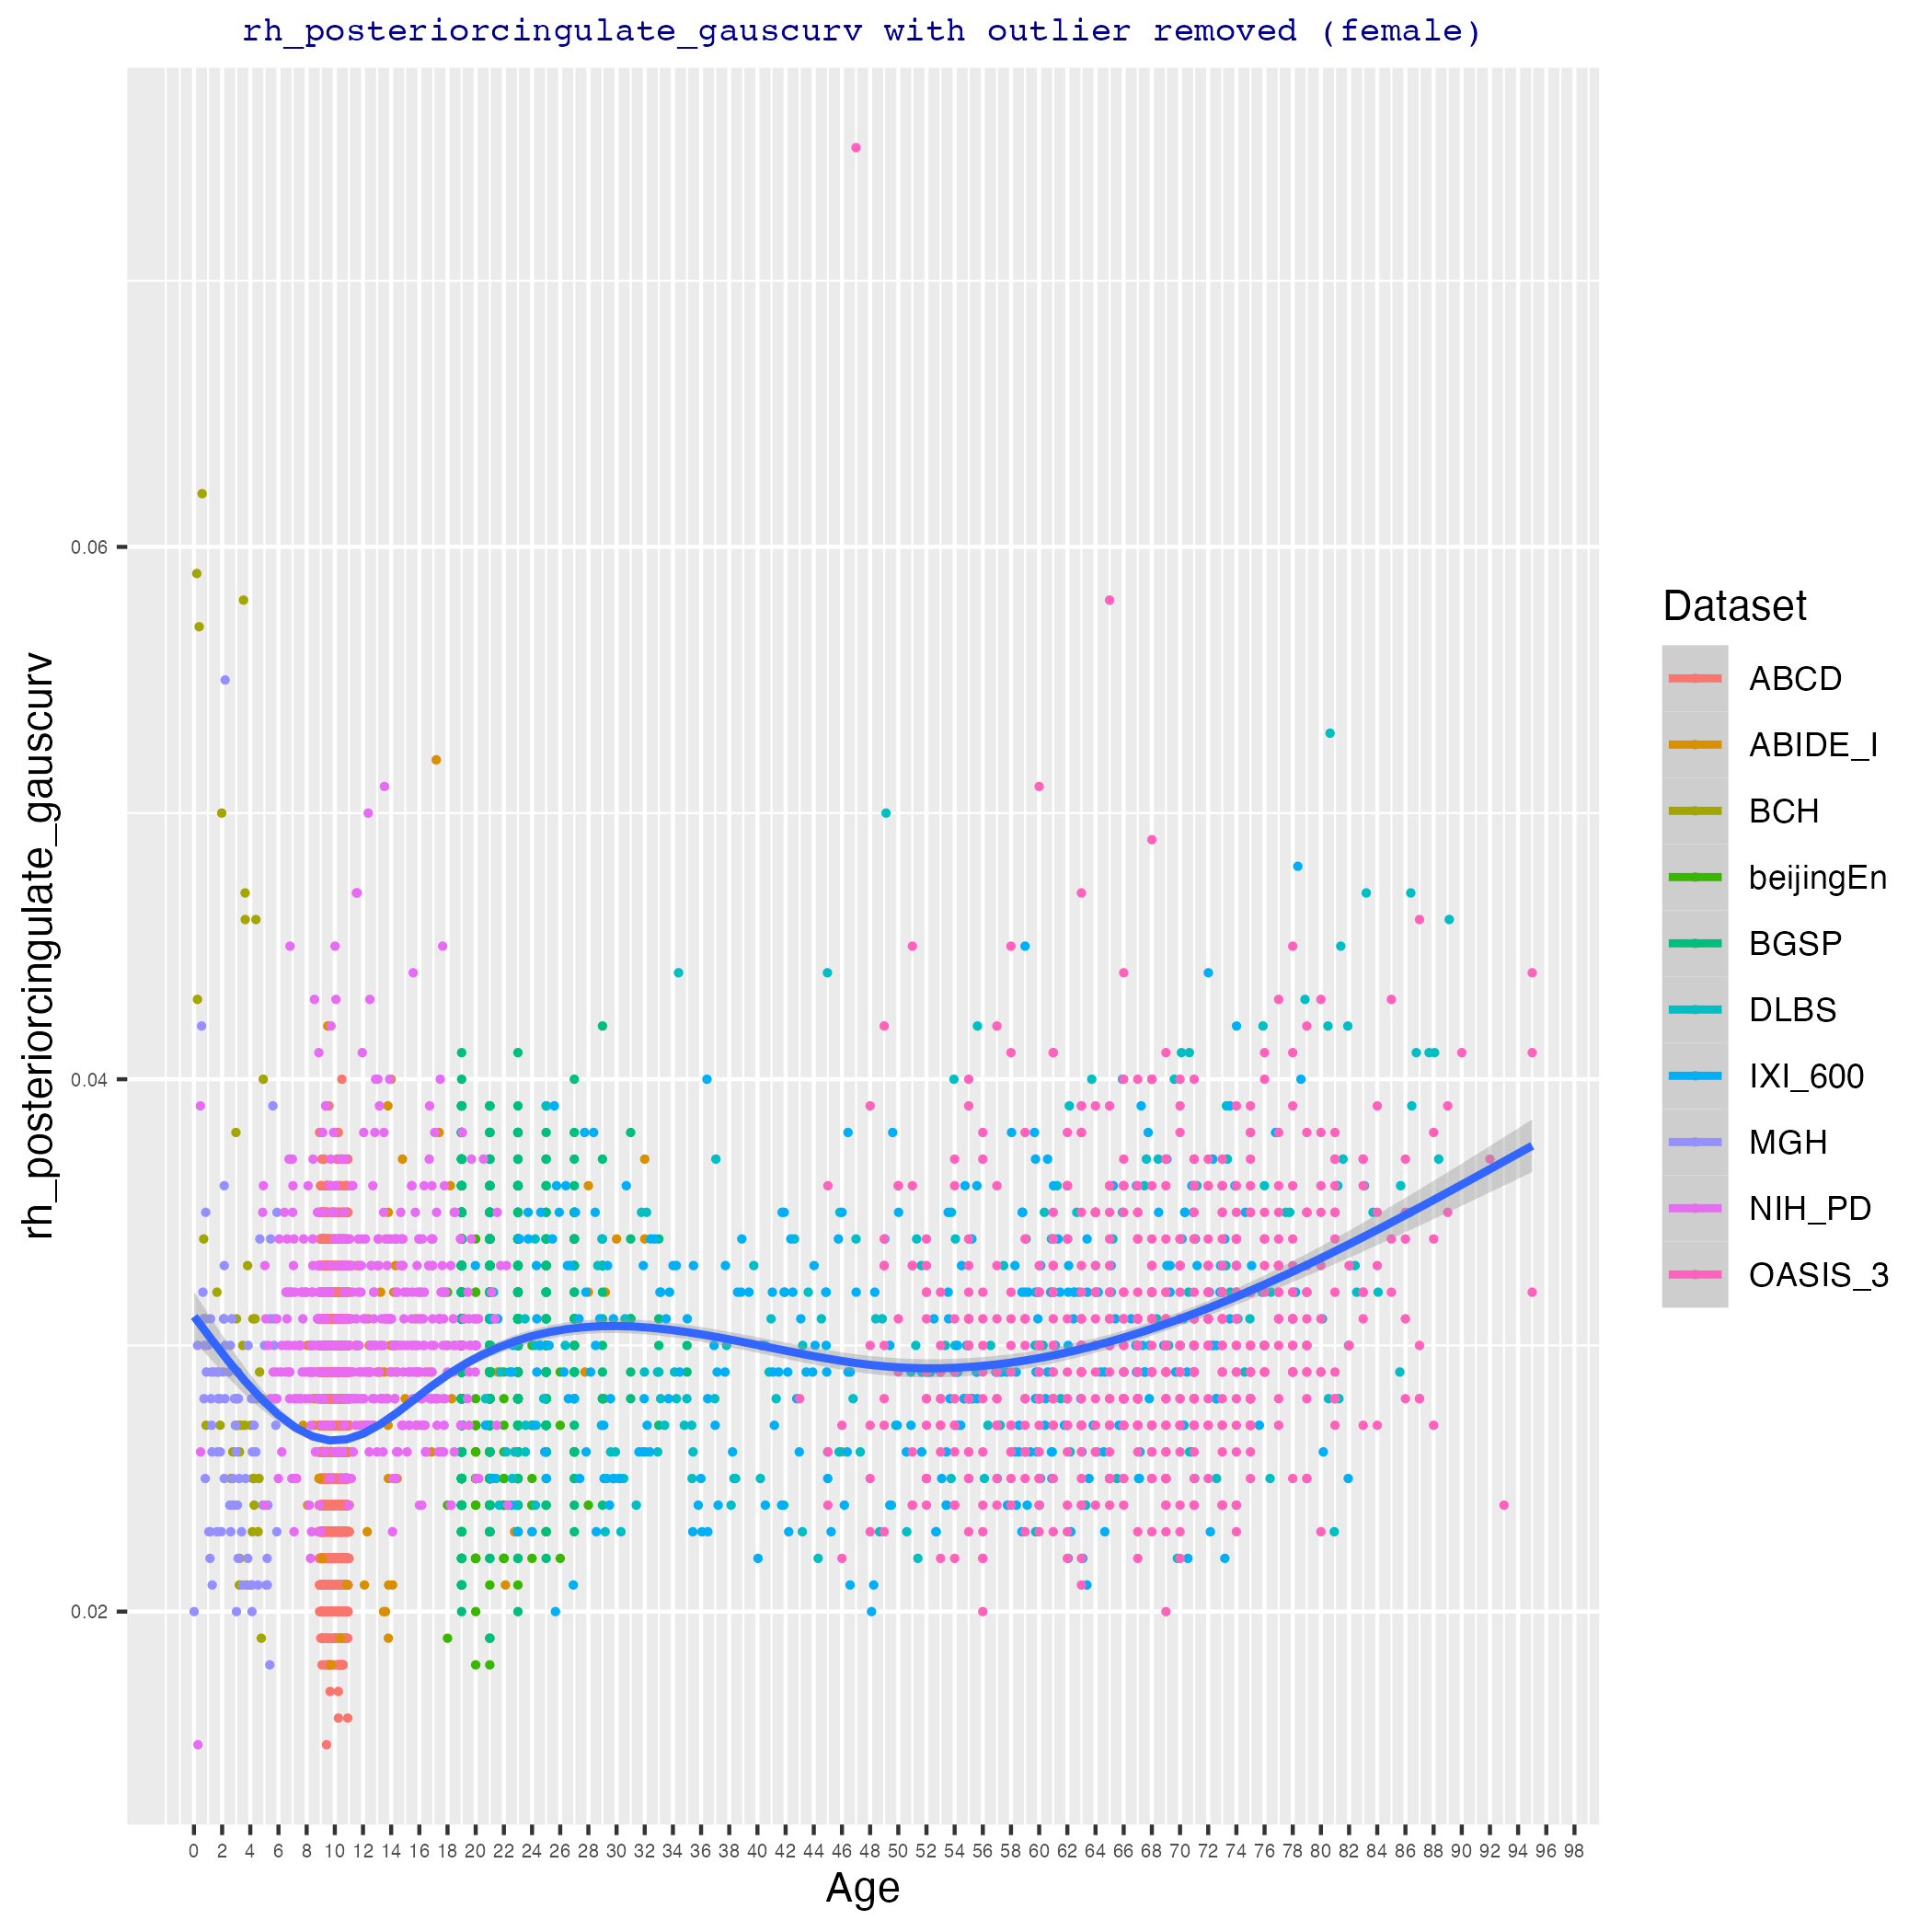 rh_posteriorcingulate_gauscurv with outlier removed (female)
rh_posteriorcingulate_gauscurv
0.06
0.04
0.02
0 2 4 6 8 10 12 14 16 18 20 22 24 26 28 30 32 34 36 38 40 42 44 46 48 50 52 54 56 58 60 62 64 66 68 70 72 74 76 78 80 82 84 86 88 90 92 94 96 98
Age
Dataset
ABCD
ABIDE_I
BCH
beijingEn
BGSP
DLBS
IXI_600
MGH
NIH_PD
OASIS_3